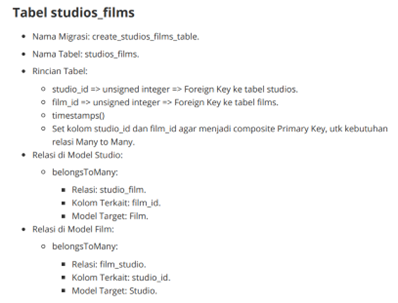 Tabel studios_films
Nama Migrasi: create_studios_films_table.
Nama Tabel: studios_films.
Rincian Tabel:
studio_id => unsigned integer => Foreign Key ke tabel studios.
film_id => unsigned integer => Foreign Key ke tabel films.
timestamps()
Set kolom studio_id dan film_id agar menjadi composite Primary Key, utk kebutuhan
relasi Many to Many.
Relasi di Model Studio:
belongsToMany:
Relasi: studio_film.
Kolom Terkait: film_id.
Model Target: Film.
Relasi di Model Film:
belongsToMany:
Relasi: film_studio.
Kolom Terkait: studio_id.
Model Target: Studio.